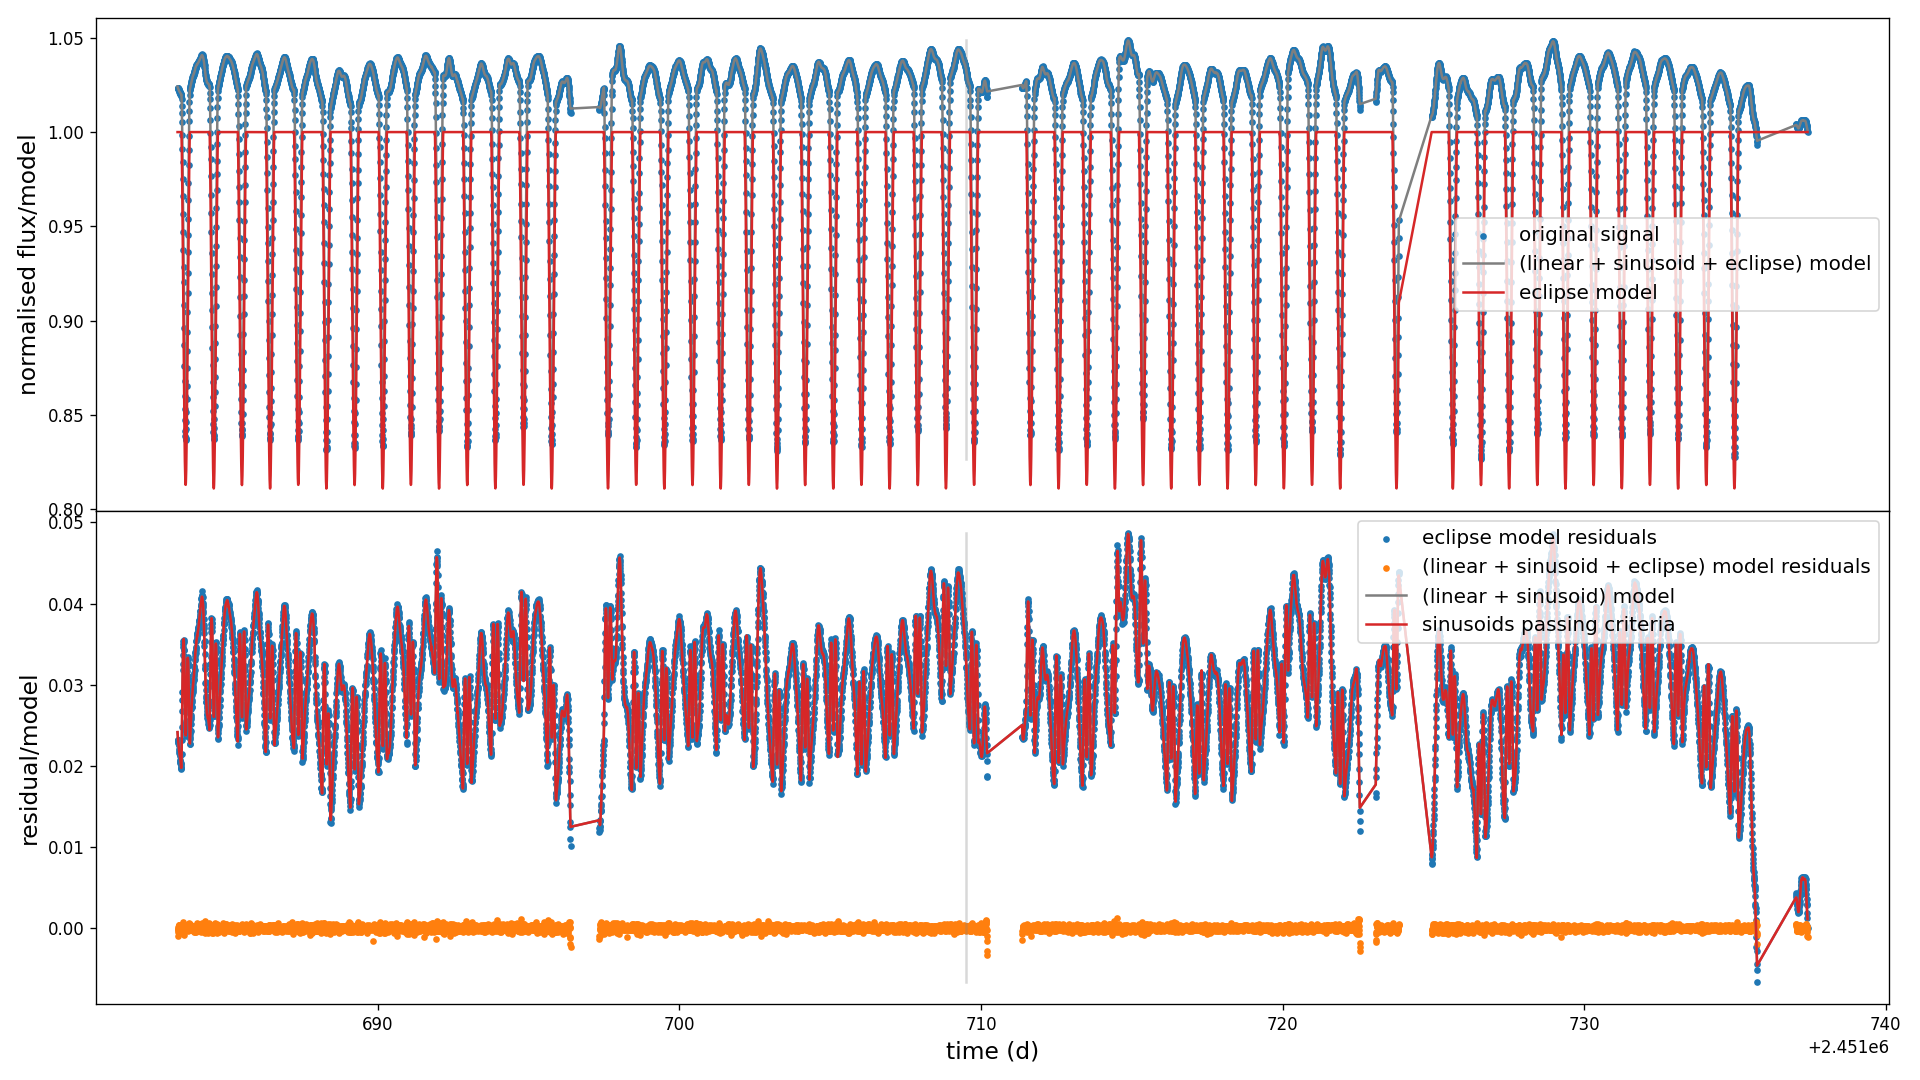 1.05
1.00
0.95
0.90
0.85
0.80
normalised flux/model
original signal
(linear + sinusoid + eclipse) model
eclipse model
0.05
0.04
0.03
0.02
0.01
0.00
residual/model
eclipse model residuals
(linear + sinusoid + eclipse) model residuals
(linear + sinusoid) model
sinusoids passing criteria
690
700
710
720
730
740
time (d)
+2.451e6